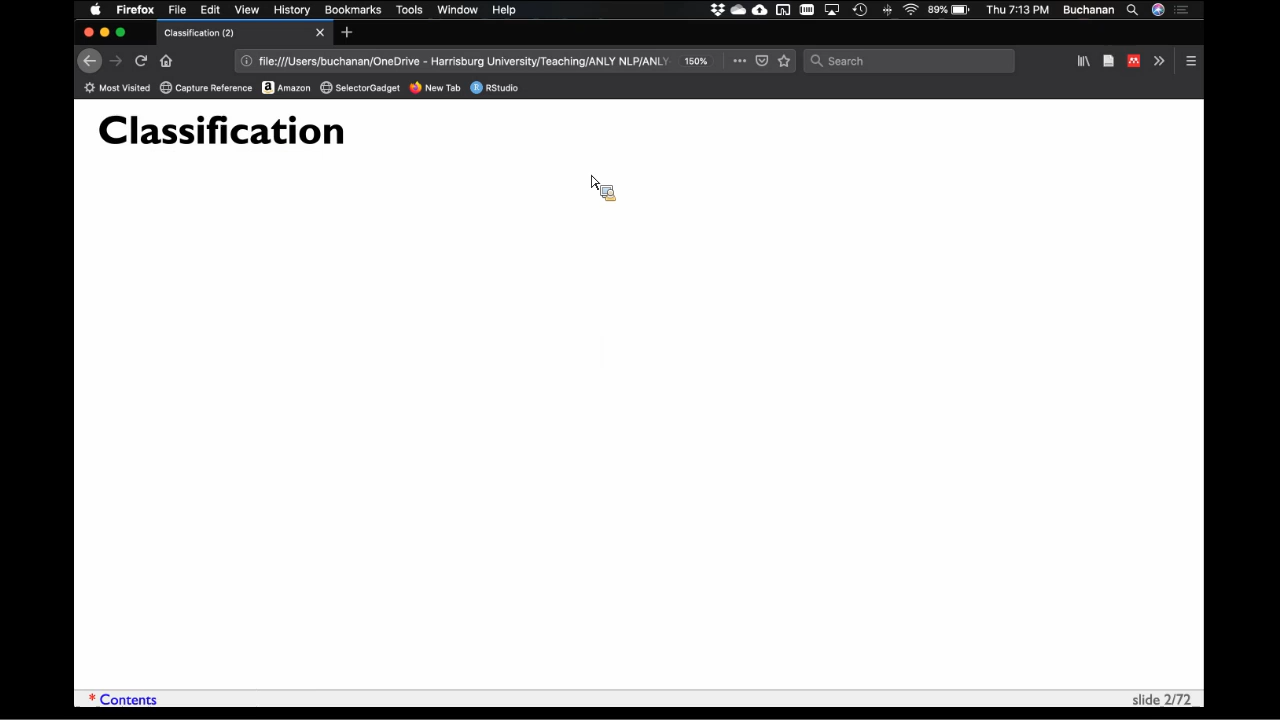 Firefox File Edit View History Bookmarks Tools Window Help 89% Thu 7:13 PM Buchanan
Classification (2)
file:///Users/buchanan/OneDrive - Harrisburg University/Teaching/ANLY NLP/ANLY 150% Search
Most Visited Capture Reference Amazon SelectorGadget New Tab RStudio
Classification
* Contents slide 2/72